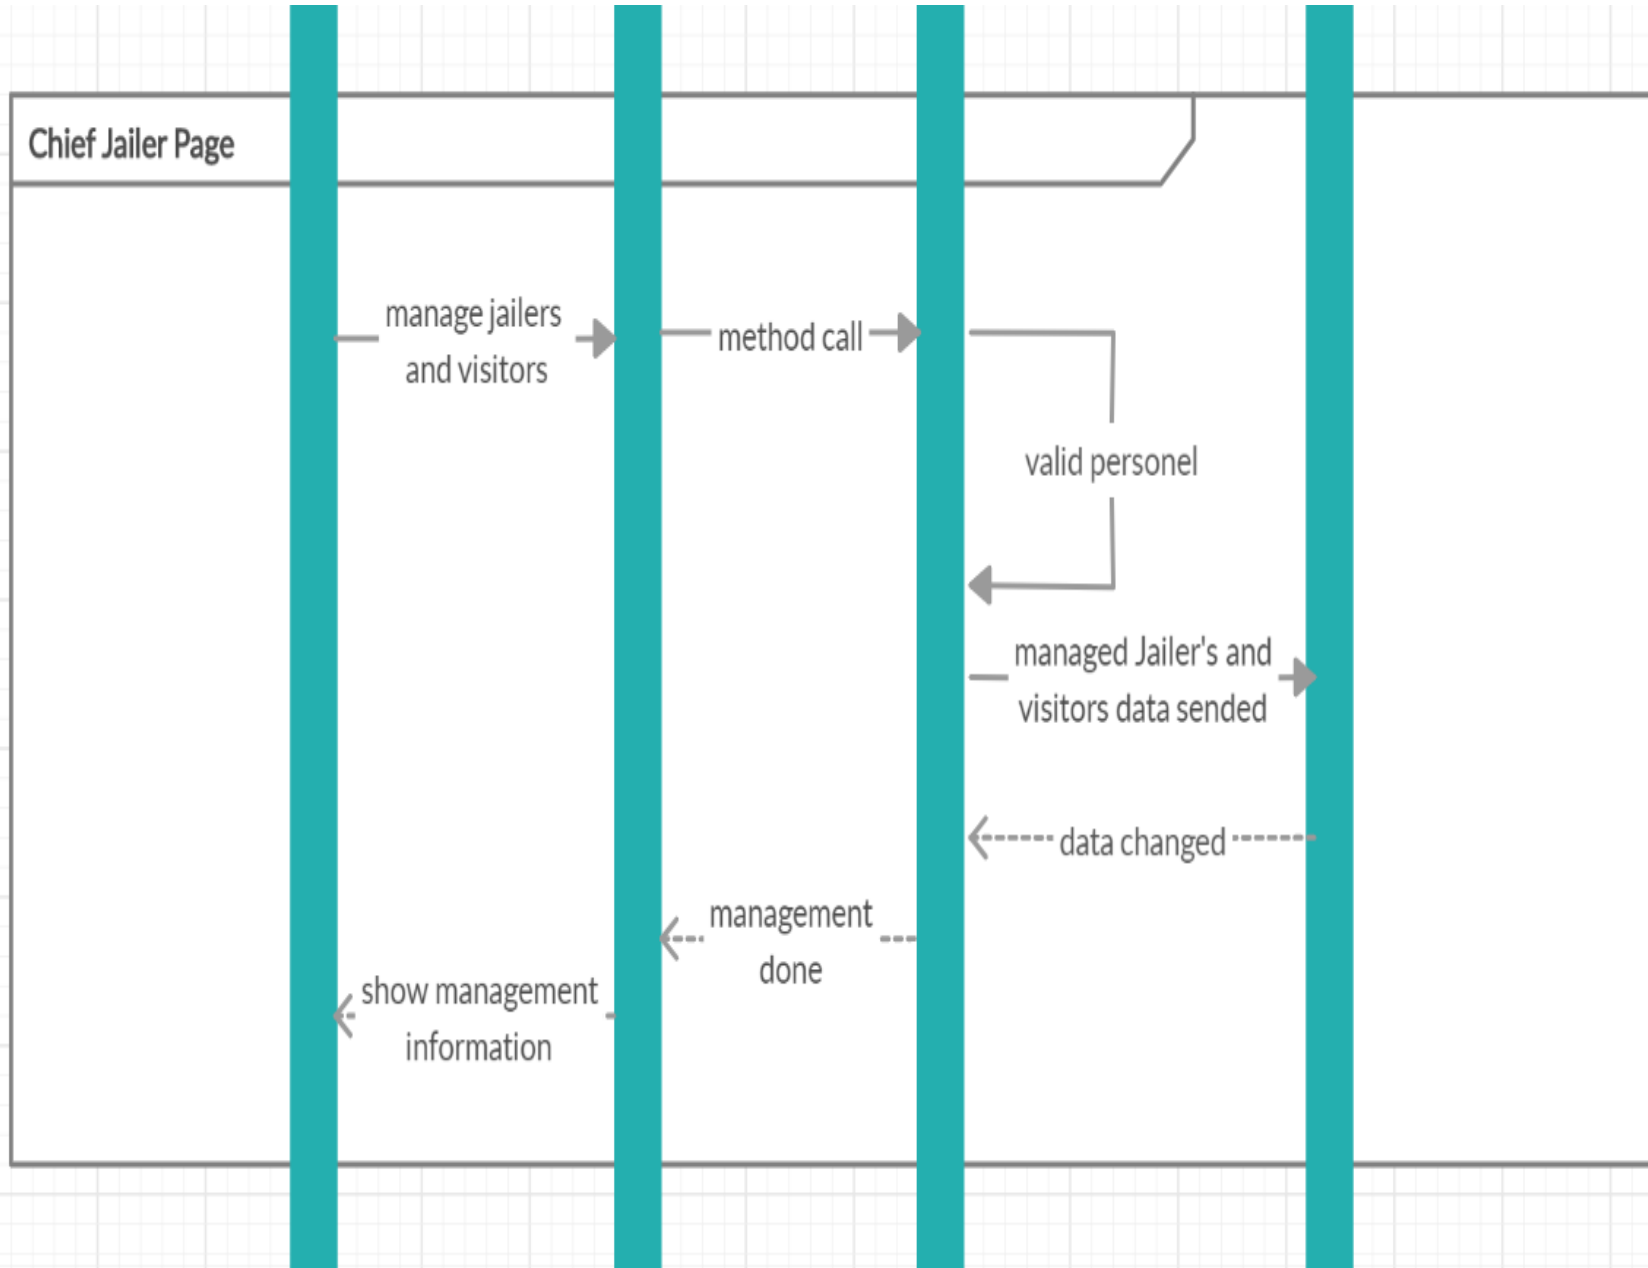 Chief Jailer Page
manage jailers
and visitors
method call
valid personel
managed Jailer's and
visitors data sended
data changed
management
done
show management
information